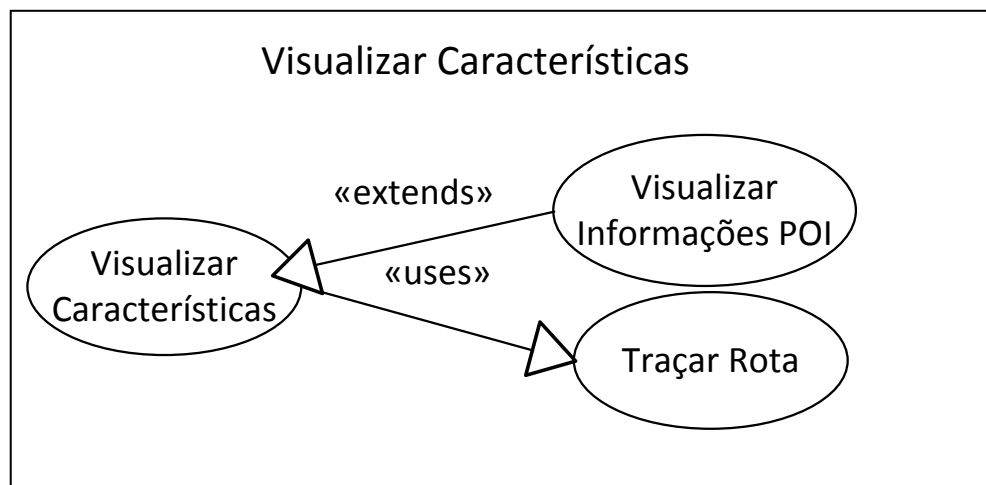 Visualizar Características
«extends»
Visualizar
Informações POI
«uses»
Visualizar
Características
Traçar Rota